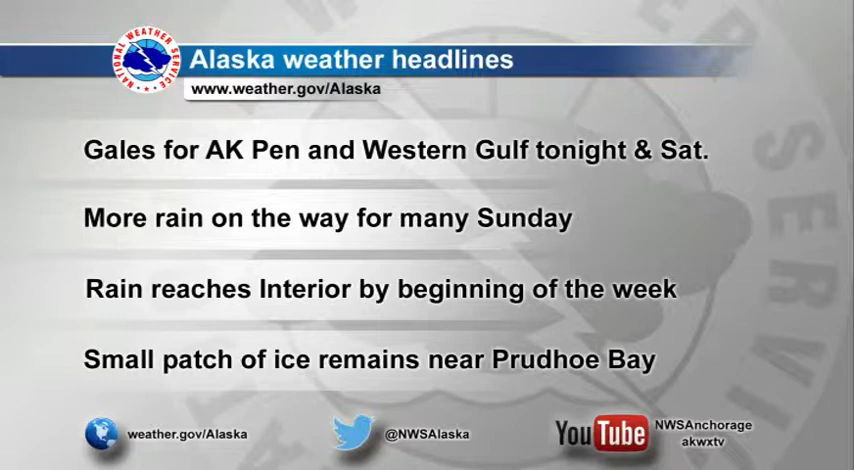 NATIONAL WEATHER SERVICE
Alaska weather headlines
www.weather.gov/Alaska
Gales for AK Pen and Western Gulf tonight & Sat.
More rain on the way for many Sunday
Rain reaches Interior by beginning of the week
Small patch of ice remains near Prudhoe Bay
weather.gov/Alaska
@NWSAlaska
YouTube
NWSAnchorage
akwxtv